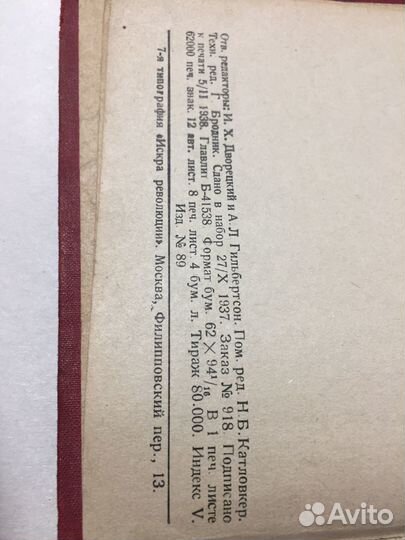 Отв. редакторы: И. Х. Дворецкий и А. Л Гильбертсон. Пом. ред. Н. Б. Катловкер.
Техн. ред. Г. Бродник. Сдано в набор 27/X 1937. Заказ № 918. Подписано
к печати 5/II 1938. Главлит Б-41538 Формат бум. 62 × 94¹/₁₆ В 1 печ. листе
62000 печ. знак. 12 авт. лист. 8 печ. лист. 4 бум. л. Тираж 80.000. Индекс V.
Изд № 89
7-я типография «Искра революции». Москва, Филипповский пер., 13.
Avito